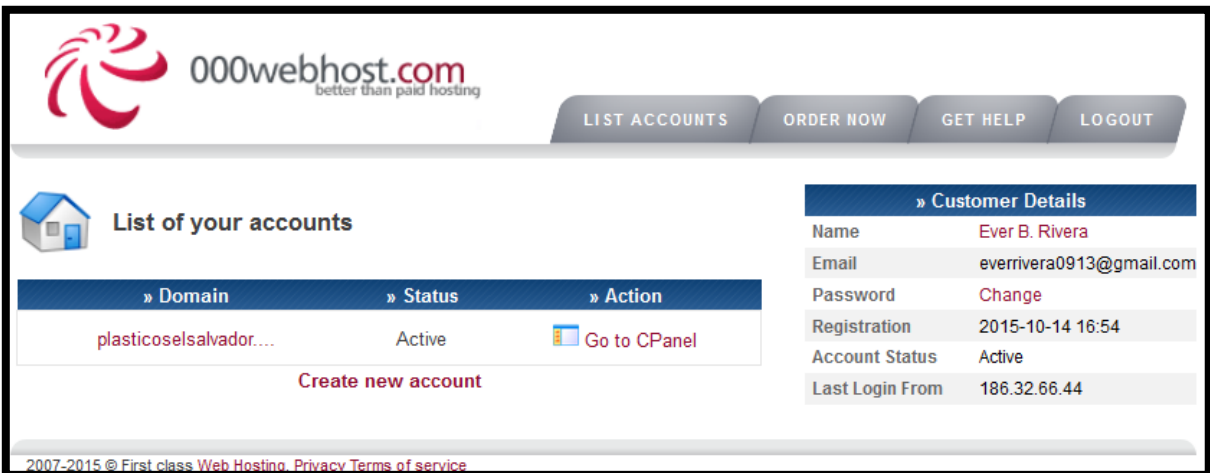 000webhost.com
better than paid hosting
LIST ACCOUNTS ORDER NOW GET HELP LOGOUT
List of your accounts
» Domain » Status » Action
plasticoselsalvador.... Active Go to CPanel
Create new account
» Customer Details
Name Ever B. Rivera
Email everrivera0913@gmail.com
Password Change
Registration 2015-10-14 16:54
Account Status Active
Last Login From 186.32.66.44
2007-2015 © First class Web Hosting. Privacy Terms of service